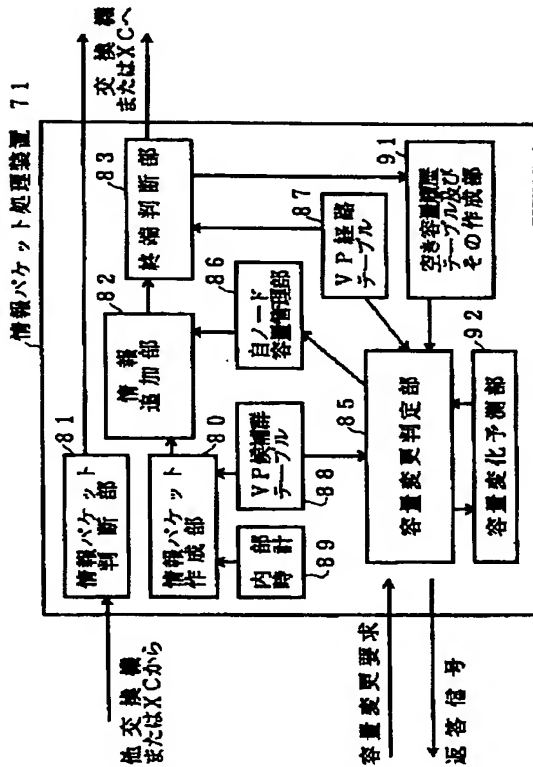 情報パケット処理装置 71
交換機
またはXCへ
他交換機
またはXCから
情報パケット
判断部
81
情報
追加部
82
終端判断部
83
情報パケット
作成部
80
自ノード
容量管理部
86
VP経路
テーブル
87
内部
時計
89
VP候補群
テーブル
88
容量変更判定部
85
空き容量履歴
テーブル及び
その作成部
91
容量変化予測部
92
容量変更要求
返答信号